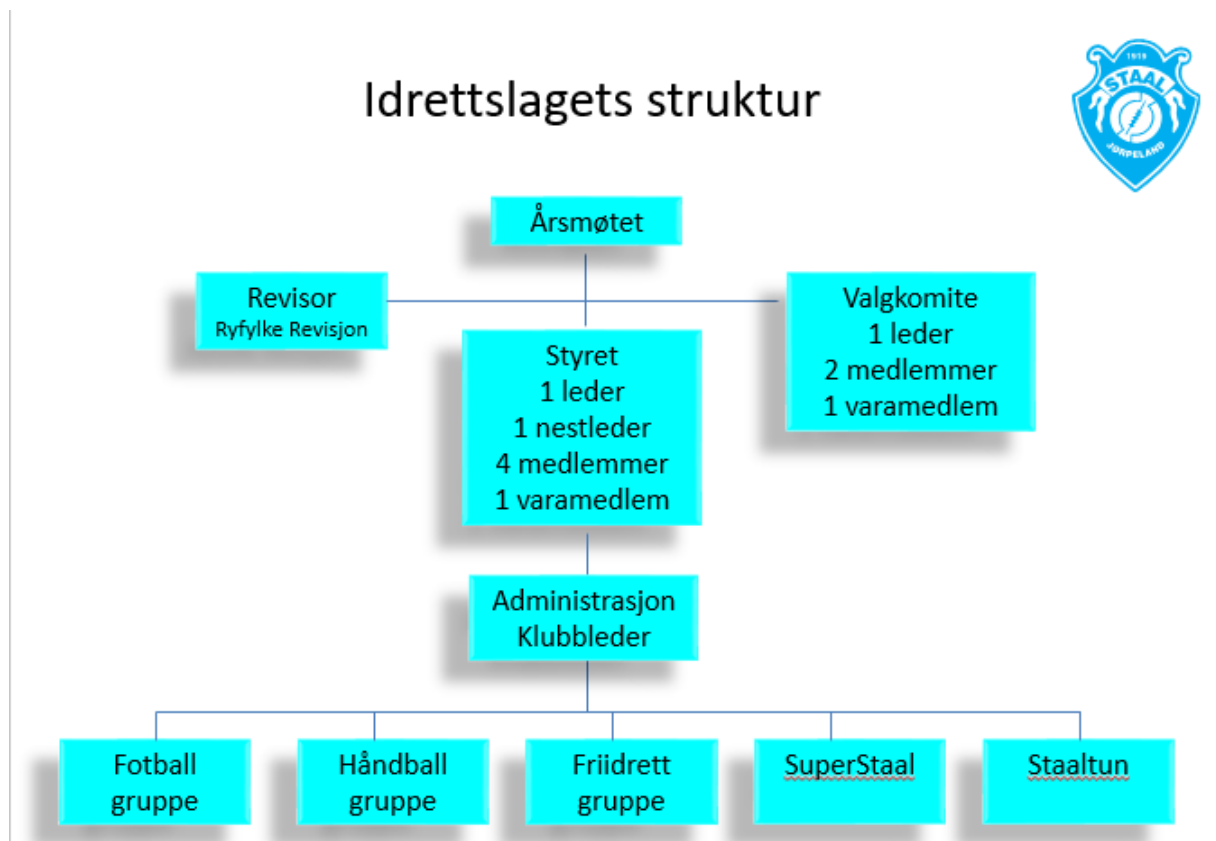 Idrettslagets struktur
1919
STAAL
JØRPELAND
Årsmøtet
Revisor
Ryfylke Revisjon
Valgkomite
1 leder
2 medlemmer
1 varamedlem
Styret
1 leder
1 nestleder
4 medlemmer
1 varamedlem
Administrasjon
Klubbleder
Fotball
gruppe
Håndball
gruppe
Friidrett
gruppe
SuperStaal
Staaltun